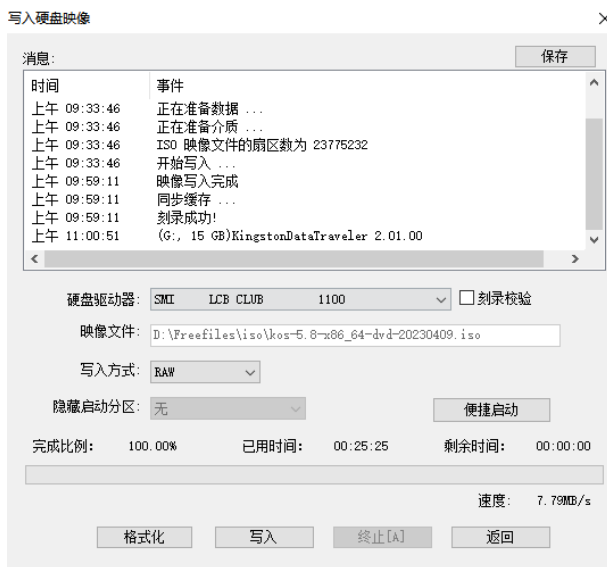 写入硬盘映像
消息:
保存
时间 事件
上午 09:33:46 正在准备数据 ...
上午 09:33:46 正在准备介质 ...
上午 09:33:46 ISO 映像文件的扇区数为 23775232
上午 09:33:46 开始写入 ...
上午 09:59:11 映像写入完成
上午 09:59:11 同步缓存 ...
上午 09:59:11 刻录成功!
上午 11:00:51 (G:, 15 GB)KingstonDataTraveler 2.01.00
硬盘驱动器: SMI LCB CLUB 1100 刻录校验
映像文件: D:\Freefiles\iso\kos-5.8-x86_64-dvd-20230409.iso
写入方式: RAW
隐藏启动分区: 无 便捷启动
完成比例: 100.00% 已用时间: 00:25:25 剩余时间: 00:00:00
速度: 7.79MB/s
格式化 写入 终止[A] 返回